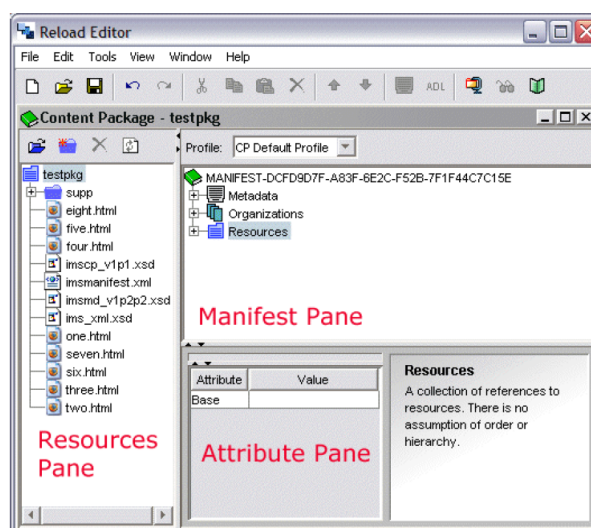 Reload Editor
File Edit Tools View Window Help
ADL
Content Package - testpkg
Profile: CP Default Profile
testpkg
supp
eight.html
five.html
four.html
imscp_v1p1.xsd
imsmanifest.xml
imsmd_v1p2p2.xsd
ims_xml.xsd
one.html
seven.html
six.html
three.html
two.html
Resources
Pane
MANIFEST-DCFD9D7F-A83F-6E2C-F52B-7F1F44C7C15E
Metadata
Organizations
Resources
Manifest Pane
Attribute Value
Base
Attribute Pane
Resources
A collection of references to
resources. There is no
assumption of order or
hierarchy.